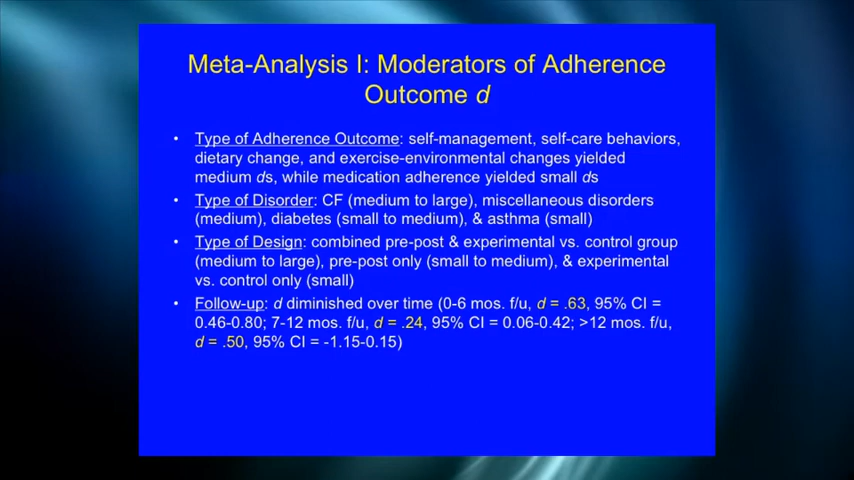 Meta-Analysis I: Moderators of Adherence
Outcome d
• Type of Adherence Outcome: self-management, self-care behaviors,
dietary change, and exercise-environmental changes yielded
medium ds, while medication adherence yielded small ds
• Type of Disorder: CF (medium to large), miscellaneous disorders
(medium), diabetes (small to medium), & asthma (small)
• Type of Design: combined pre-post & experimental vs. control group
(medium to large), pre-post only (small to medium), & experimental
vs. control only (small)
• Follow-up: d diminished over time (0-6 mos. f/u, d = .63, 95% CI =
0.46-0.80; 7-12 mos. f/u, d = .24, 95% CI = 0.06-0.42; >12 mos. f/u,
d = .50, 95% CI = -1.15-0.15)